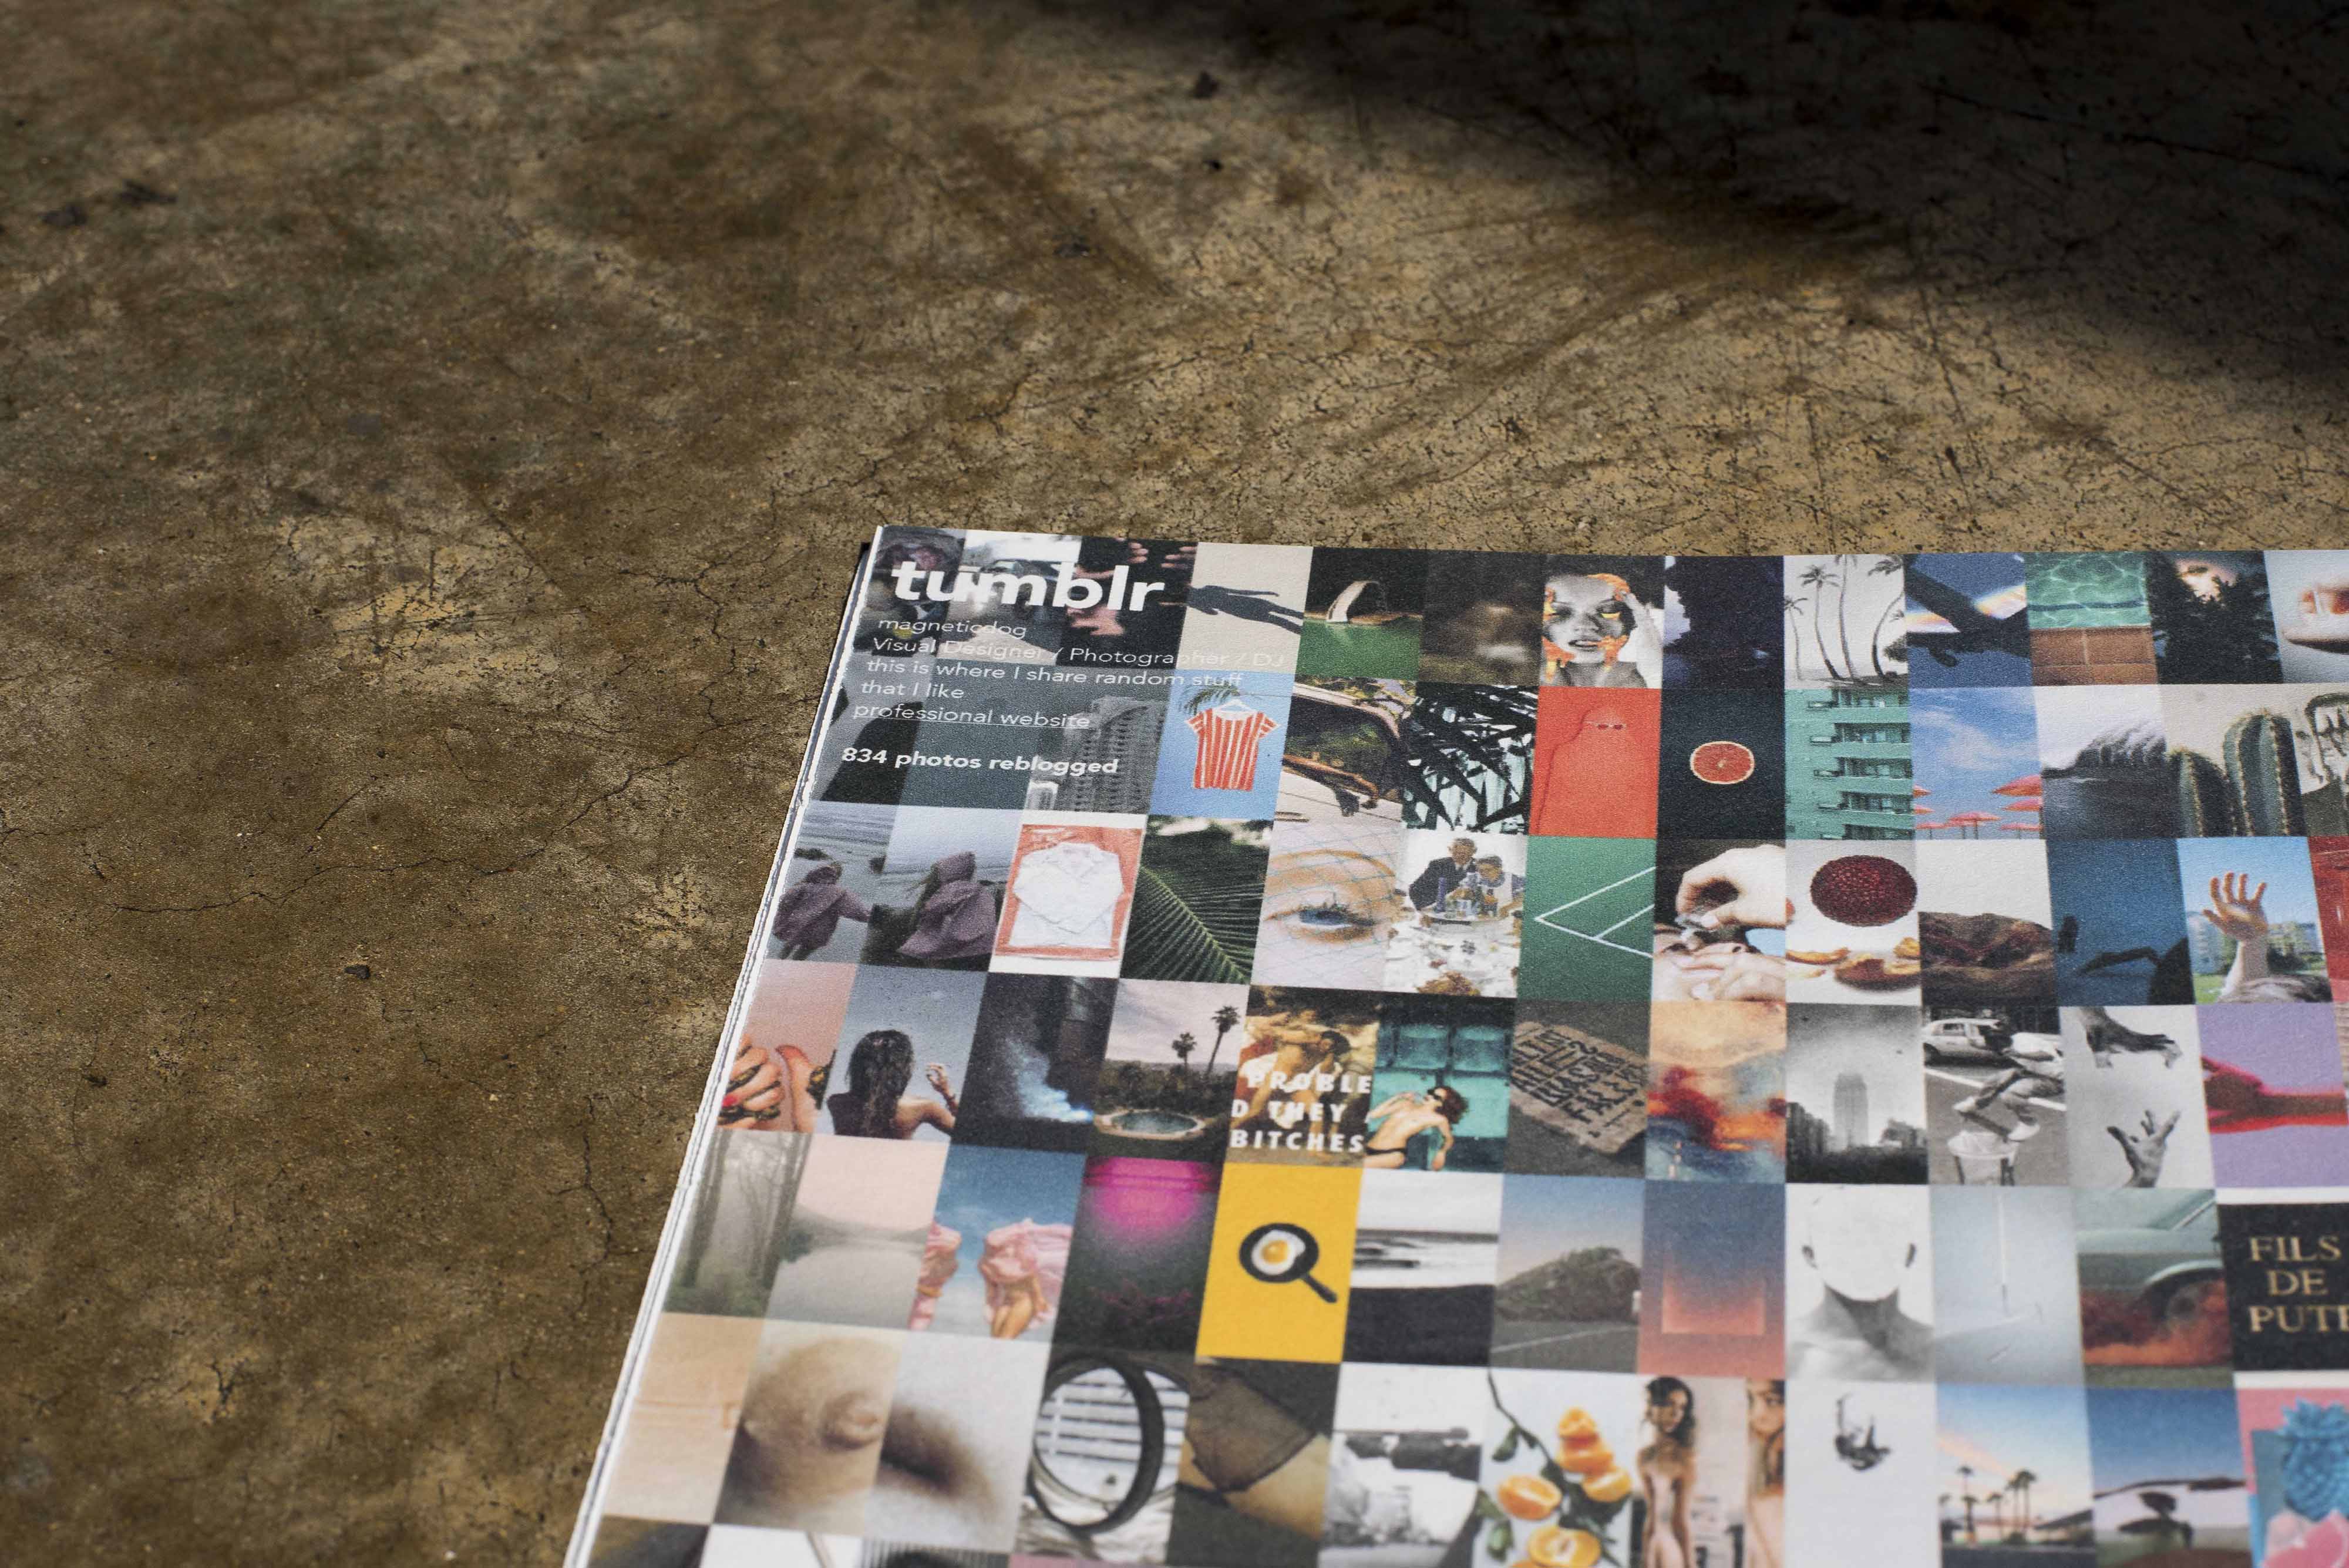 tumblr
magneticdog
Visual Designer / Photographer / DJ
this is where I share random stuff
that I like
professional website
834 photos reblogged
PROBLE
D THEY
BITCHES
FILS
DE